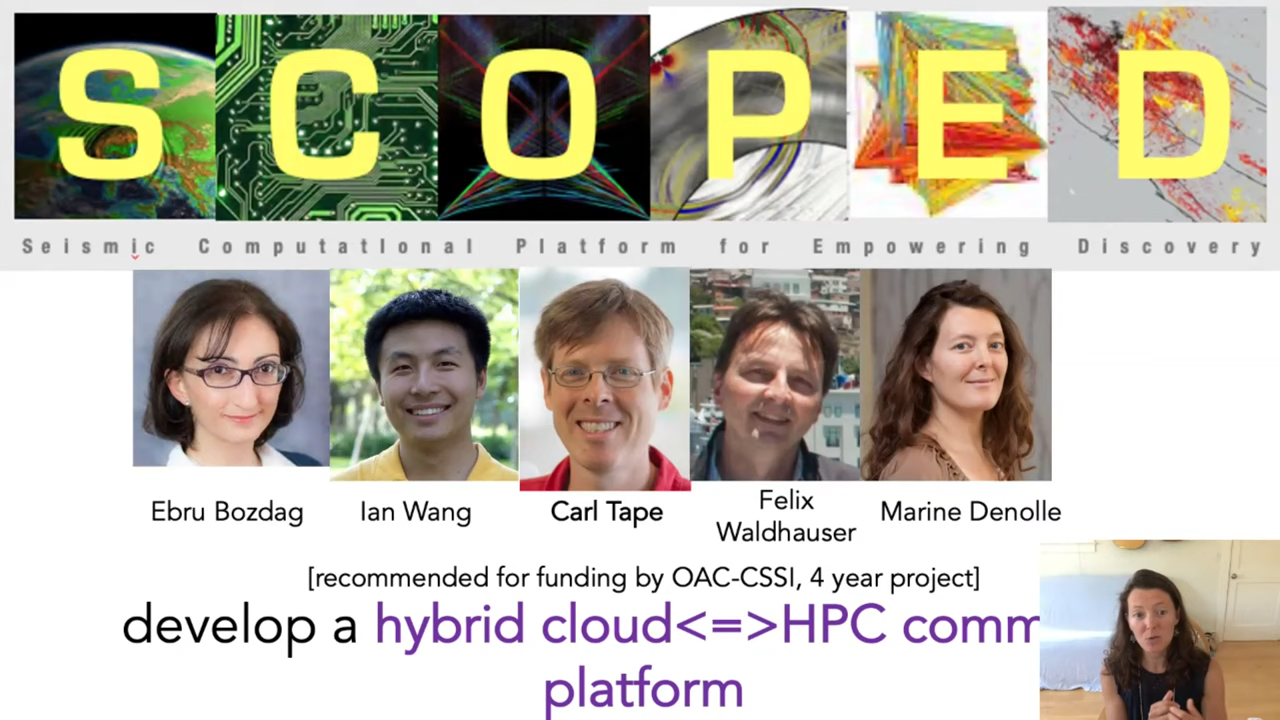 SCOPED
Seismic Computational Platform for Empowering Discovery
Ebru Bozdag
Ian Wang
Carl Tape
Felix
Waldhauser
Marine Denolle
[recommended for funding by OAC-CSSI, 4 year project]
develop a hybrid cloud<=>HPC comm
platform